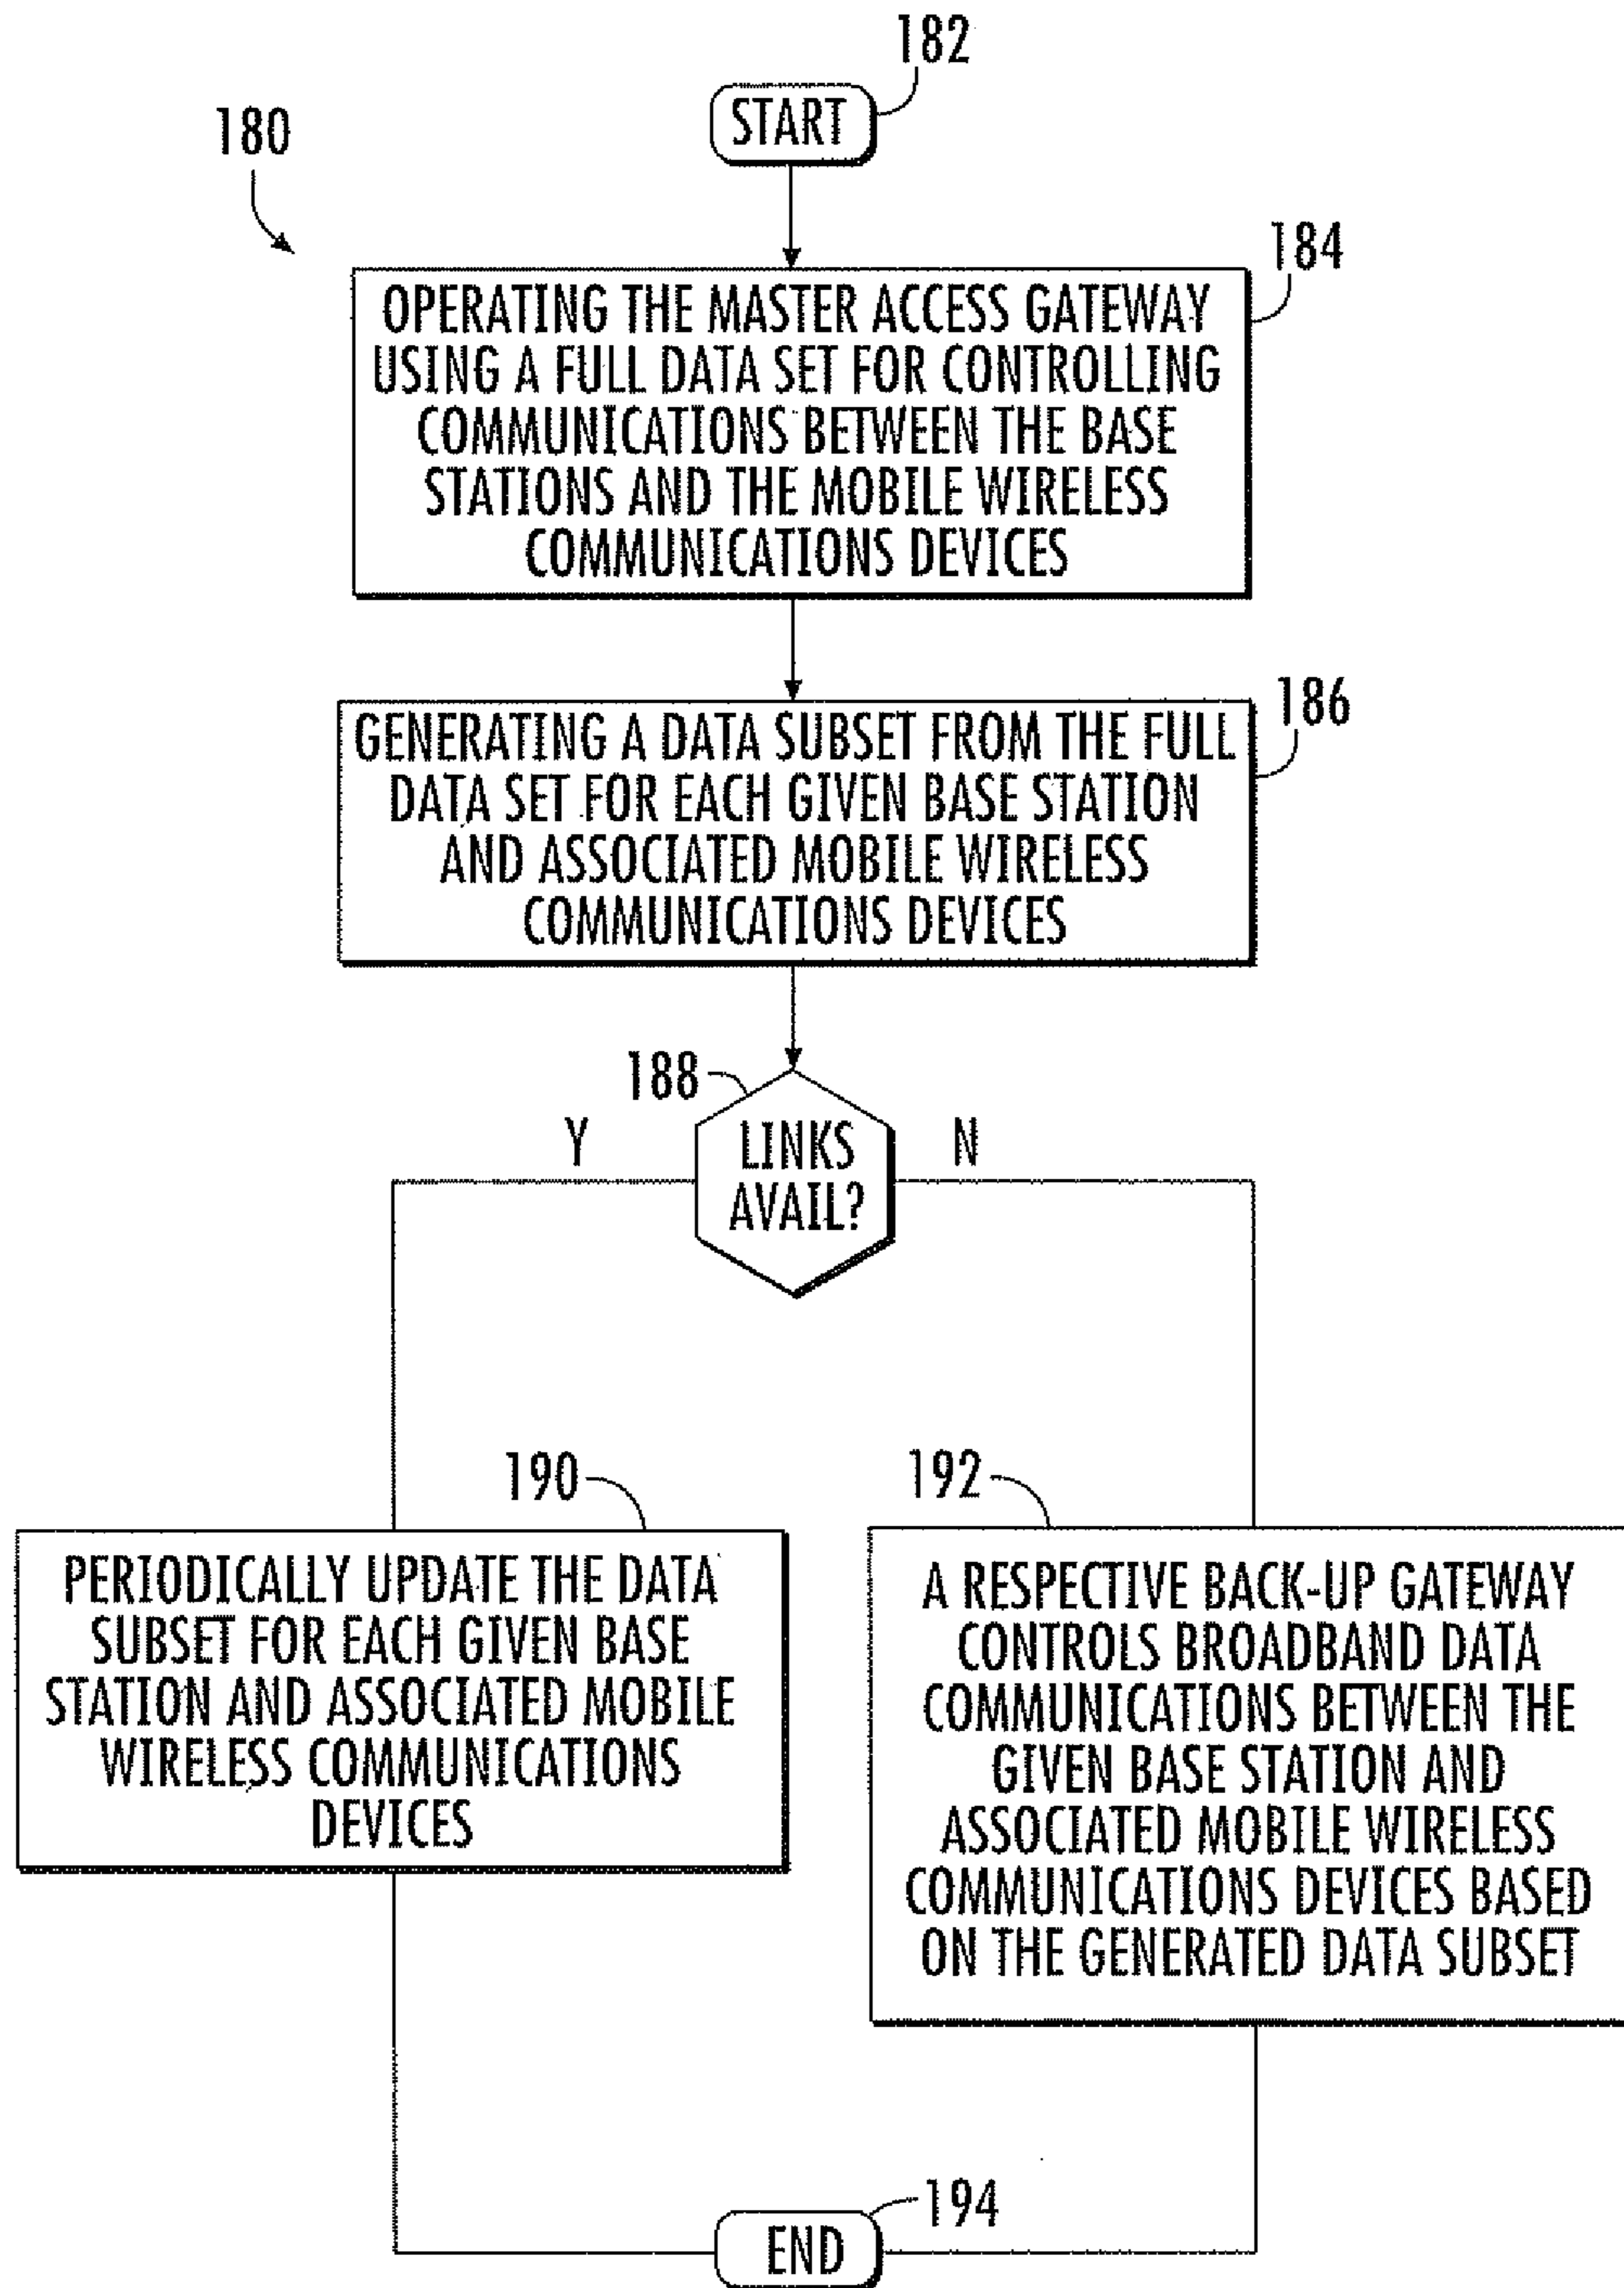 182
START
180
184
OPERATING THE MASTER ACCESS GATEWAY
USING A FULL DATA SET FOR CONTROLLING
COMMUNICATIONS BETWEEN THE BASE
STATIONS AND THE MOBILE WIRELESS
COMMUNICATIONS DEVICES
186
GENERATING A DATA SUBSET FROM THE FULL
DATA SET FOR EACH GIVEN BASE STATION
AND ASSOCIATED MOBILE WIRELESS
COMMUNICATIONS DEVICES
188
Y
LINKS
AVAIL?
N
190
PERIODICALLY UPDATE THE DATA
SUBSET FOR EACH GIVEN BASE
STATION AND ASSOCIATED MOBILE
WIRELESS COMMUNICATIONS
DEVICES
192
A RESPECTIVE BACK-UP GATEWAY
CONTROLS BROADBAND DATA
COMMUNICATIONS BETWEEN THE
GIVEN BASE STATION AND
ASSOCIATED MOBILE WIRELESS
COMMUNICATIONS DEVICES BASED
ON THE GENERATED DATA SUBSET
194
END